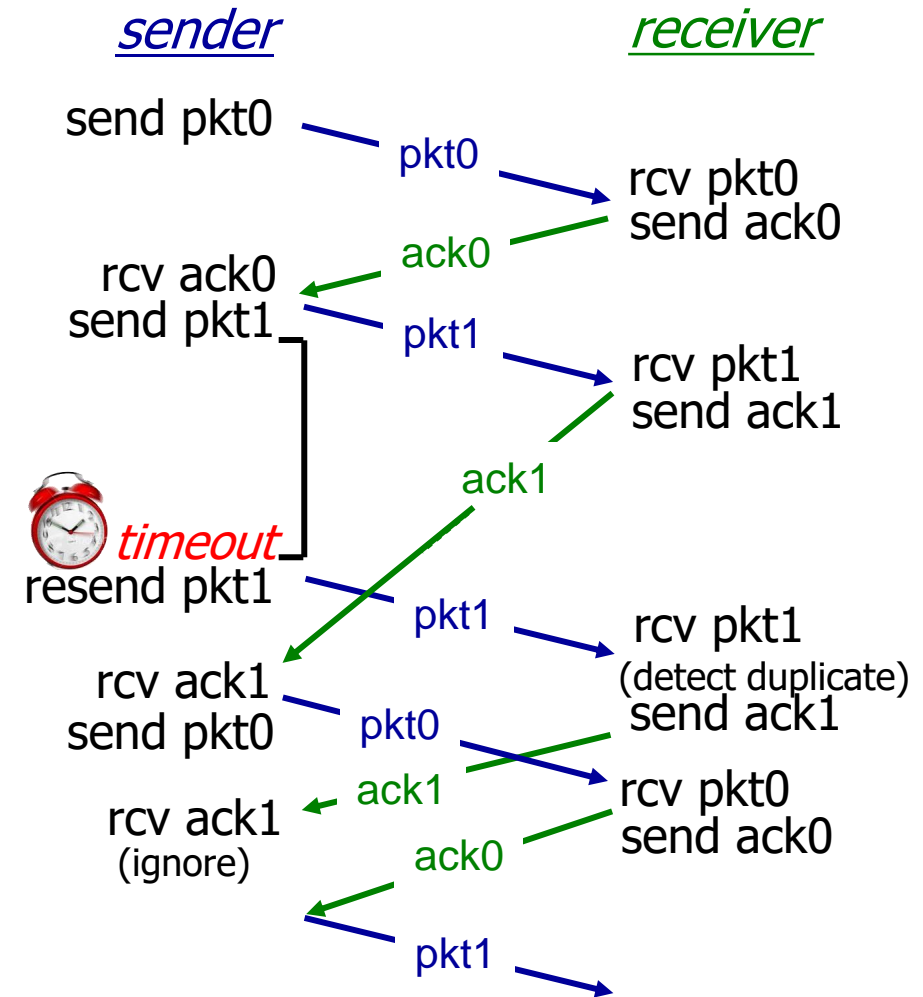 sender
receiver
send pkt0
pkt0
rcv pkt0
send ack0
ack0
rcv ack0
send pkt1
pkt1
rcv pkt1
send ack1
ack1
timeout
resend pkt1
pkt1
rcv pkt1
(detect duplicate)
send ack1
rcv ack1
send pkt0
pkt0
ack1
rcv pkt0
send ack0
rcv ack1
(ignore)
ack0
pkt1